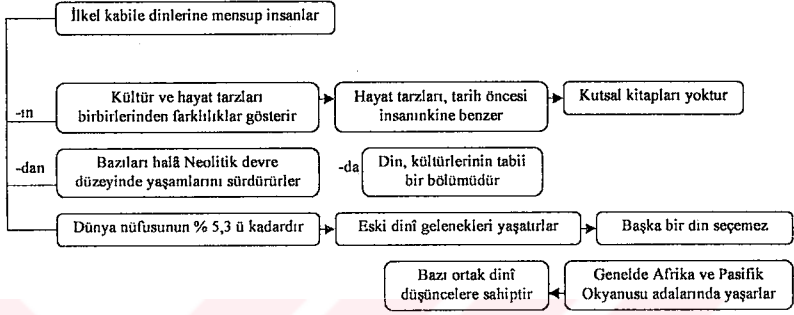 İlkel kabile dinlerine mensup insanlar
-ın
Kültür ve hayat tarzları
birbirlerinden farklılıklar gösterir
Hayat tarzları, tarih öncesi
insanınkine benzer
Kutsal kitapları yoktur
-dan
Bazıları halâ Neolitik devre
düzeyinde yaşamlarını sürdürürler
-da
Din, kültürlerinin tabiî
bir bölümüdür
Dünya nüfusunun % 5,3 ü kadardır
Eski dinî gelenekleri yaşatırlar
Başka bir din seçemez
Bazı ortak dinî
düşüncelere sahiptir
Genelde Afrika ve Pasifik
Okyanusu adalarında yaşarlar